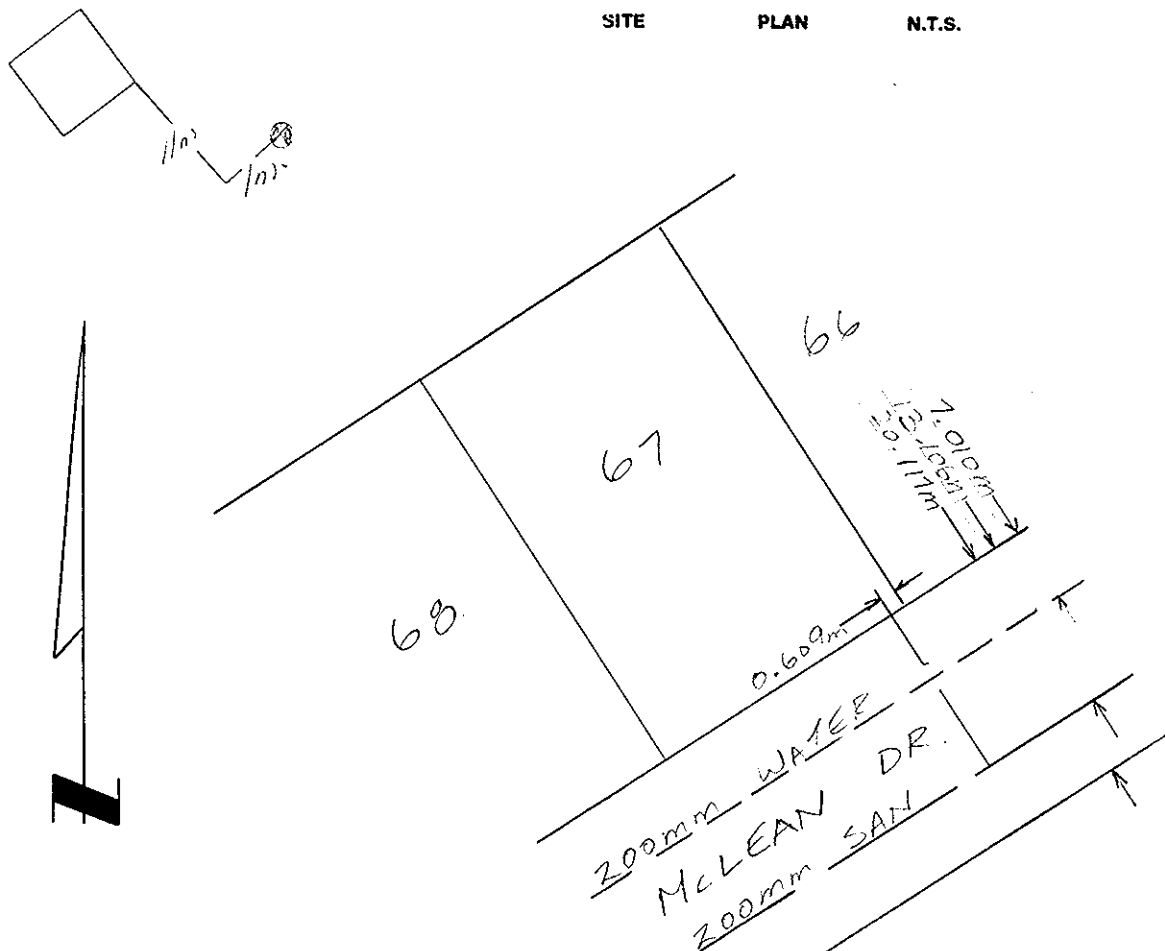 SITE PLAN N.T.S.
66
67
68.
7.010m
0.609m
200mm WATER
McLEAN DR.
200mm SAN